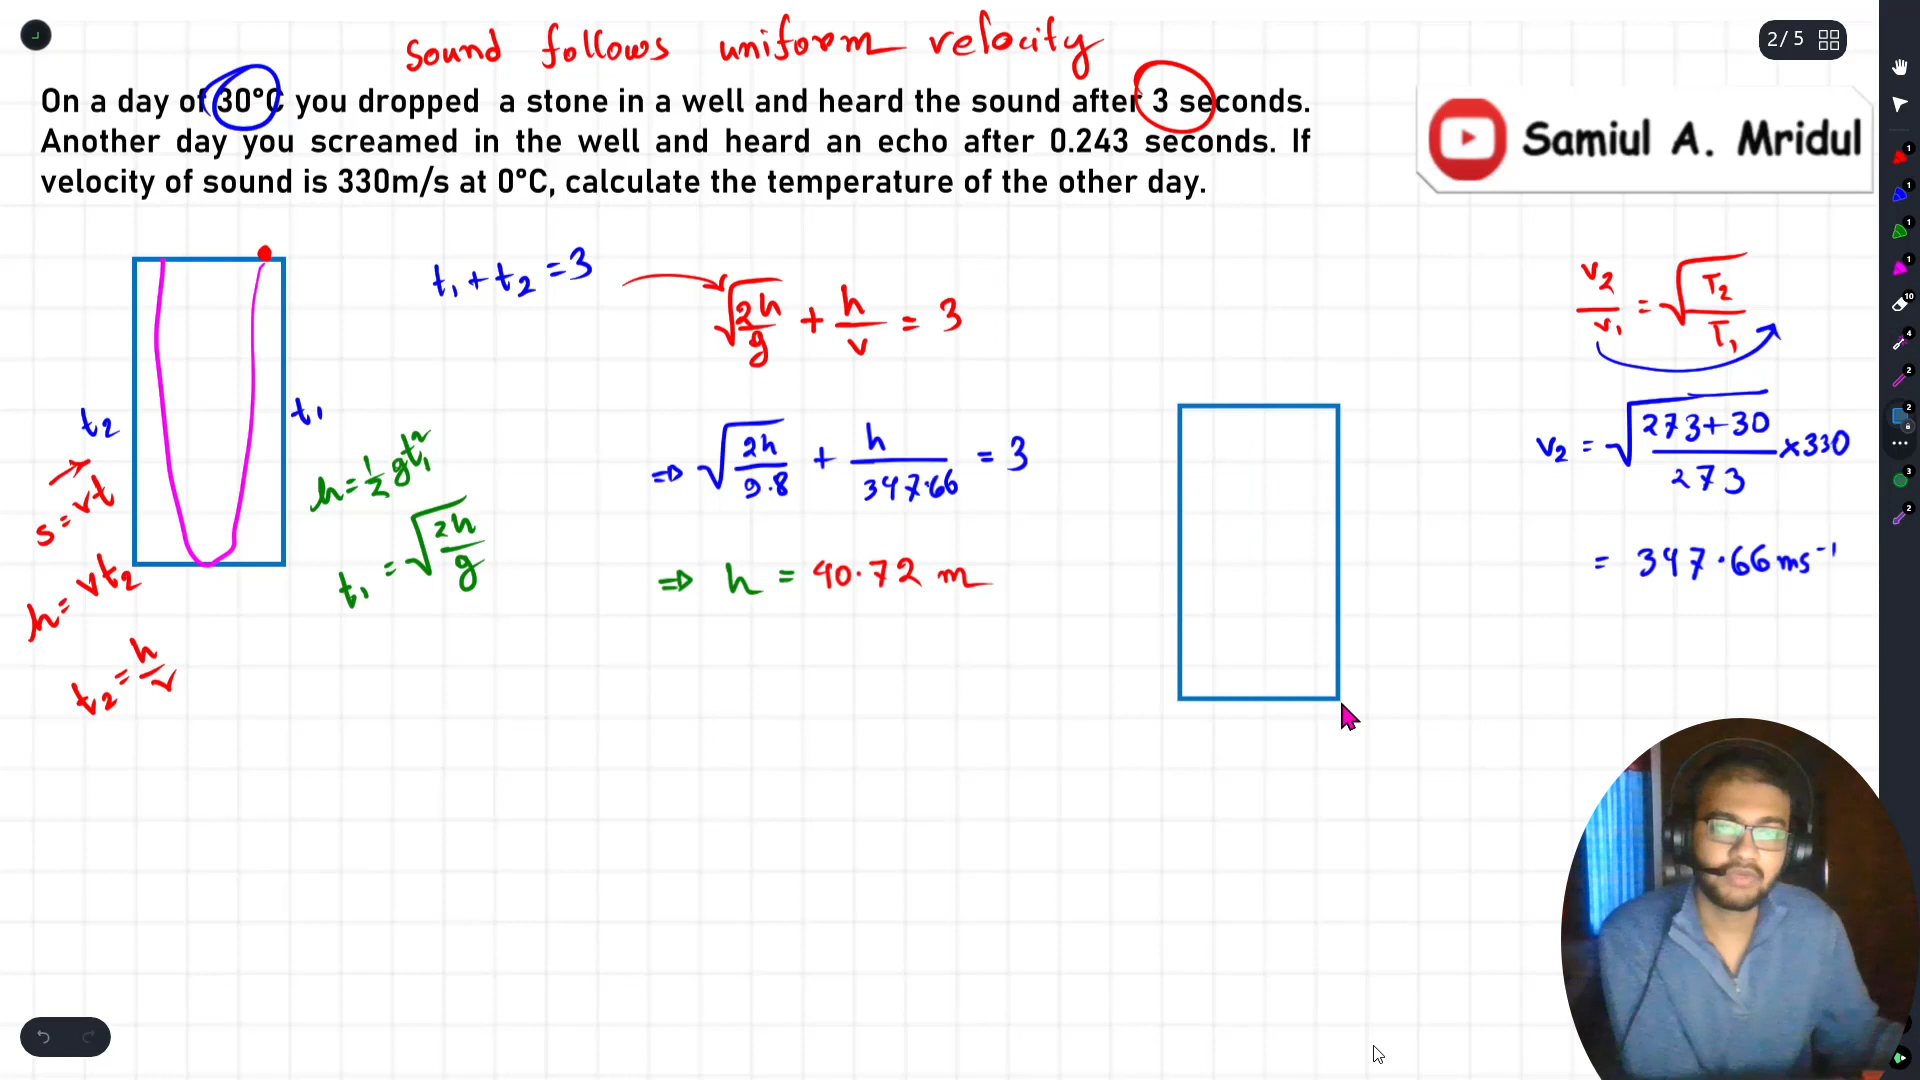 Sound follows uniform velocity
2/5
On a day of 30°C you dropped a stone in a well and heard the sound after 3 seconds.
Another day you screamed in the well and heard an echo after 0.243 seconds. If
velocity of sound is 330m/s at 0°C, calculate the temperature of the other day.
Samiul A. Mridul
t₁ + t₂ = 3
√(2h/g) + h/v = 3
v₂/v₁ = √(T₂/T₁)
t₂
t₁
h = ½gt₁²
⇒ √(2h/9.8) + h/347.66 = 3
v₂ = √((273+30)/273) × 330
s = vt
t₁ = √(2h/g)
⇒ h = 40.72 m
= 347.66 ms⁻¹
h = vt₂
t₂ = h/v